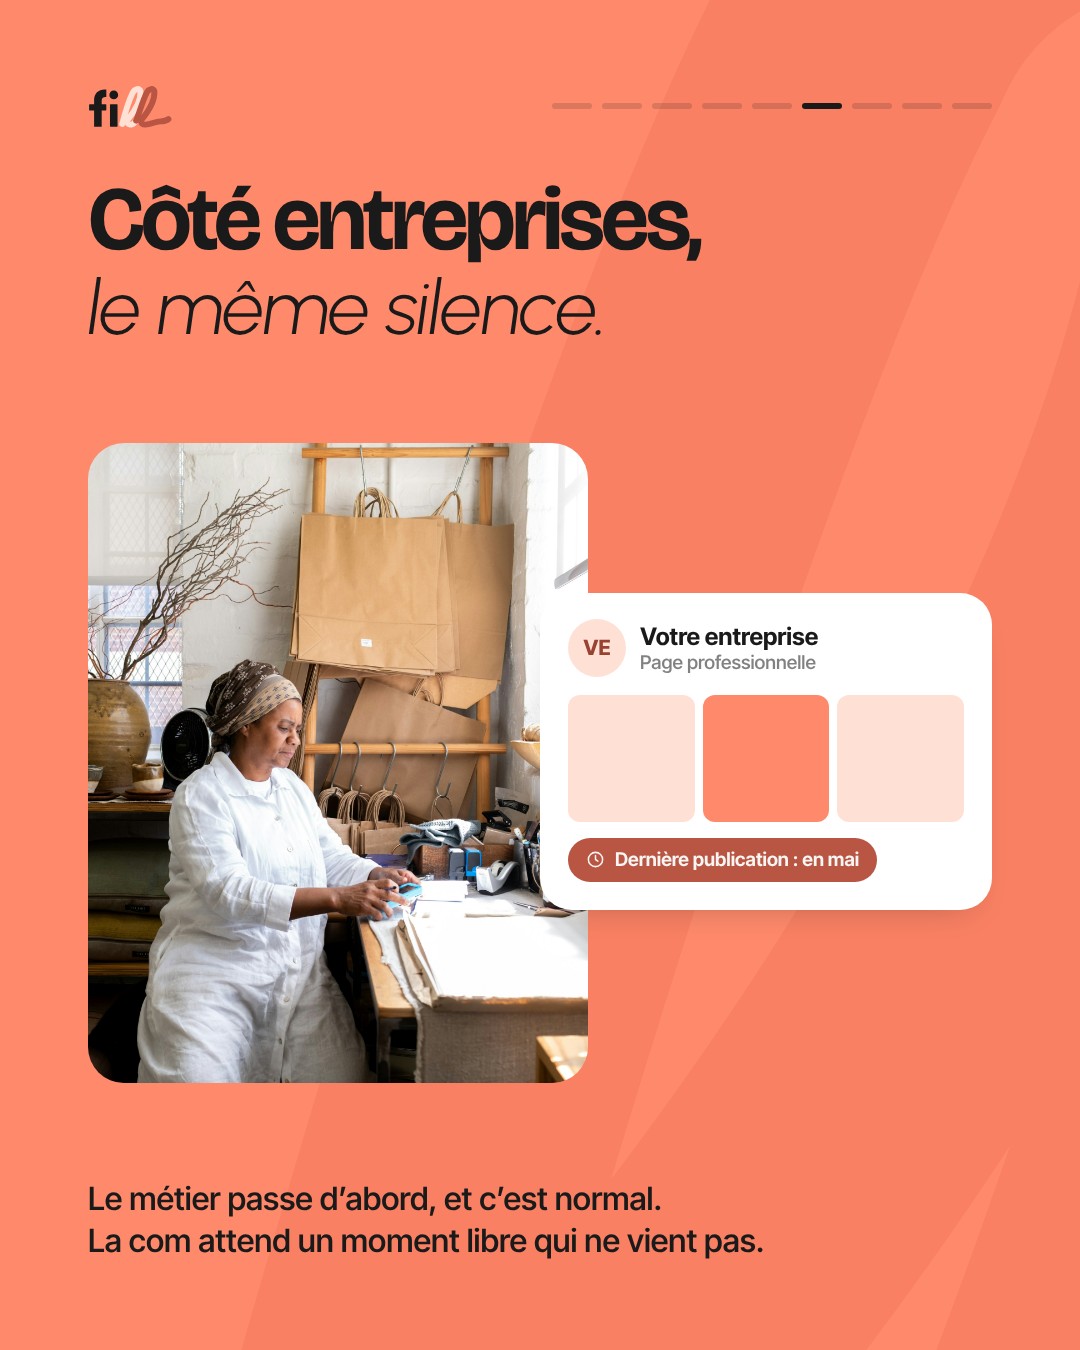 fill
Côté entreprises,
le même silence.
VE
Votre entreprise
Page professionnelle
Dernière publication : en mai
Le métier passe d’abord, et c’est normal.
La com attend un moment libre qui ne vient pas.